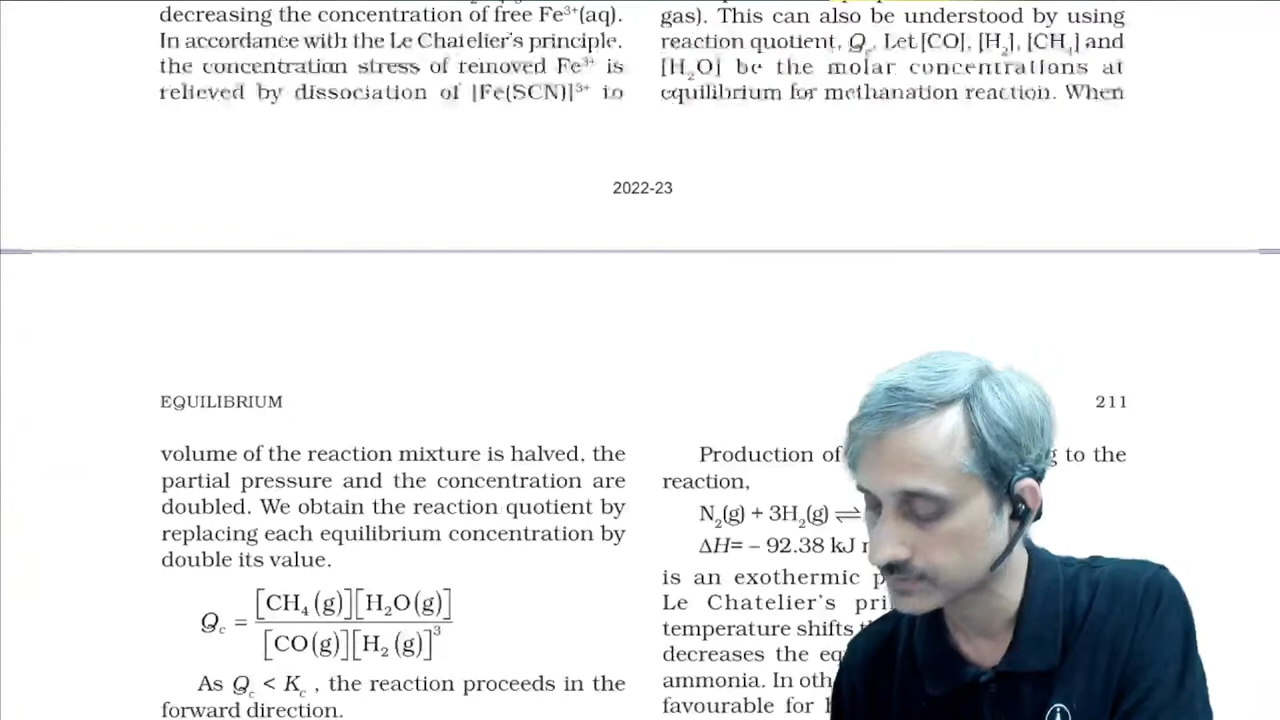 decreasing the concentration of free Fe³⁺(aq).
In accordance with the Le Chatelier's principle,
the concentration stress of removed Fe³⁺ is
relieved by dissociation of [Fe(SCN)]²⁺ to
gas). This can also be understood by using
reaction quotient, Q꜀. Let [CO], [H₂], [CH₄] and
[H₂O] be the molar concentrations at
equilibrium for methanation reaction. When
2022-23
EQUILIBRIUM
211
volume of the reaction mixture is halved, the
partial pressure and the concentration are
doubled. We obtain the reaction quotient by
replacing each equilibrium concentration by
double its value.
Q꜀ = [CH₄(g)][H₂O(g)] / [CO(g)][H₂(g)]³
As Q꜀ < K꜀ , the reaction proceeds in the
forward direction.
Production of to the
reaction,
N₂(g) + 3H₂(g) ⇌
ΔH= – 92.38 kJ
is an exothermic
Le Chatelier's
temperature shifts
decreases the
ammonia. In
favourable for